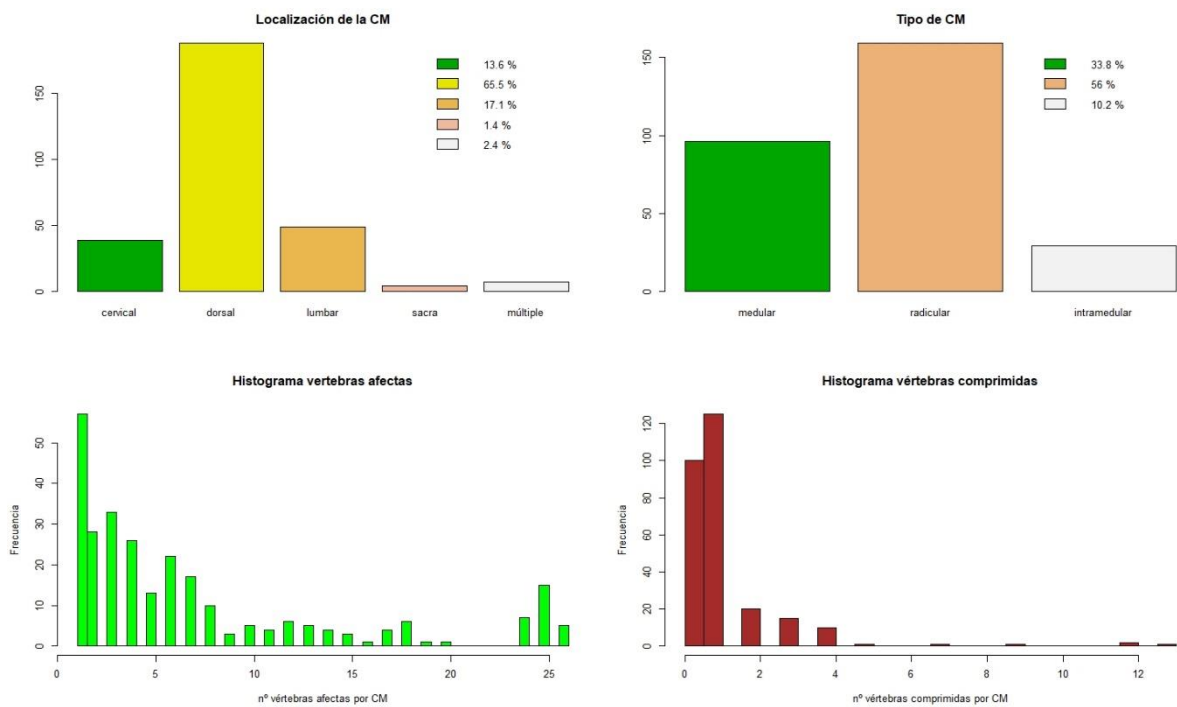 Localización de la CM
13.6 %
65.5 %
17.1 %
1.4 %
2.4 %
0 50 100 150
cervical dorsal lumbar sacra múltiple
Tipo de CM
33.8 %
56 %
10.2 %
0 50 100 150
medular radicular intramedular
Histograma vertebras afectas
Frecuencia
0 10 20 30 40 50
0 5 10 15 20 25
nº vértebras afectas por CM
Histograma vértebras comprimidas
Frecuencia
0 20 40 60 80 100 120
0 2 4 6 8 10 12
nº vértebras comprimidas por CM